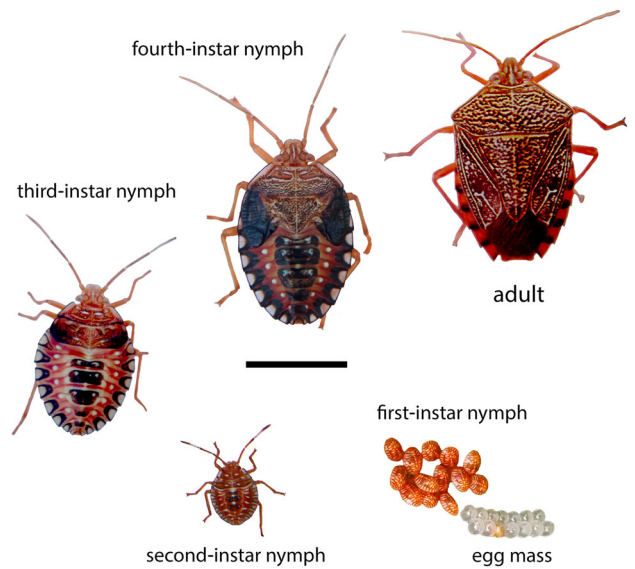 fourth-instar nymph
third-instar nymph
adult
first-instar nymph
second-instar nymph
egg mass